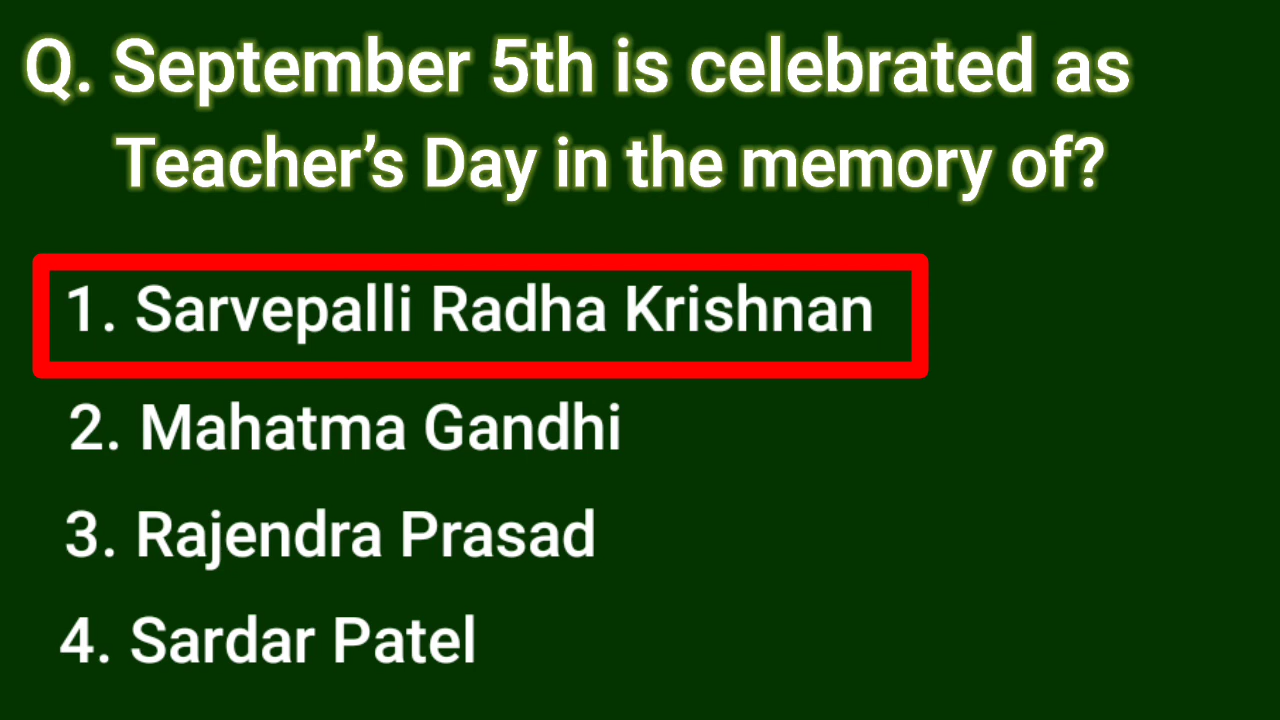 Q. September 5th is celebrated as
Teacher’s Day in the memory of?
1. Sarvepalli Radha Krishnan
2. Mahatma Gandhi
3. Rajendra Prasad
4. Sardar Patel